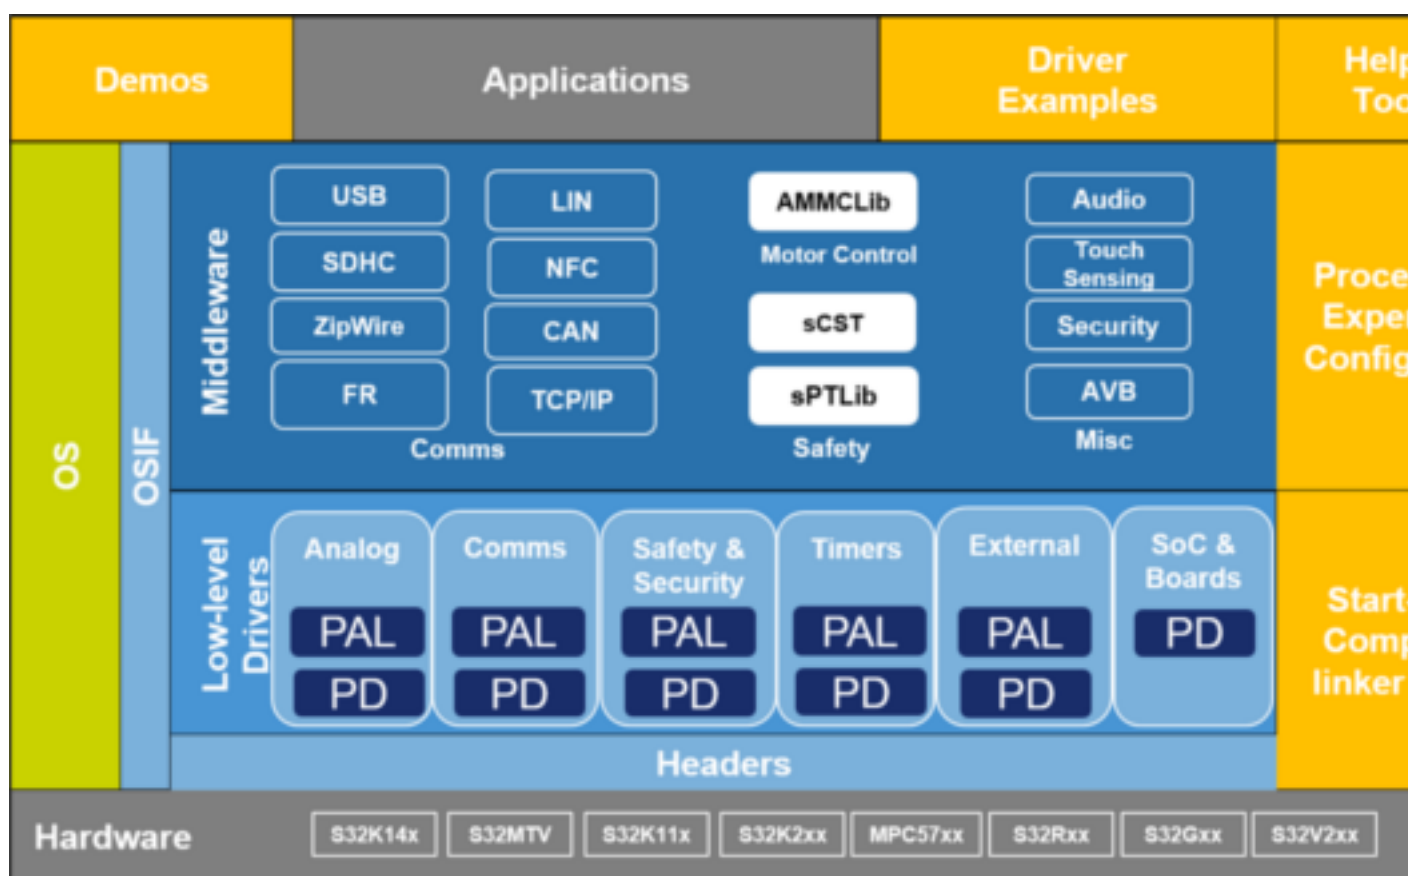 Demos
Applications
Driver
Examples
Middleware
USB
SDHC
ZipWire
FR
LIN
NFC
CAN
TCP/IP
Comms
AMMCLib
Motor Control
sCST
sPTLib
Safety
Audio
Touch
Sensing
Security
AVB
Misc
OS
OSIF
Low-level
Drivers
Analog
PAL
PD
Comms
PAL
PD
Safety &
Security
PAL
PD
Timers
PAL
PD
External
PAL
PD
SoC &
Boards
PD
linker
Headers
Hardware
S32K14x
S32MTV
S32K11x
S32K2xx
MPC57xx
S32Rxx
S32Gxx
S32V2xx